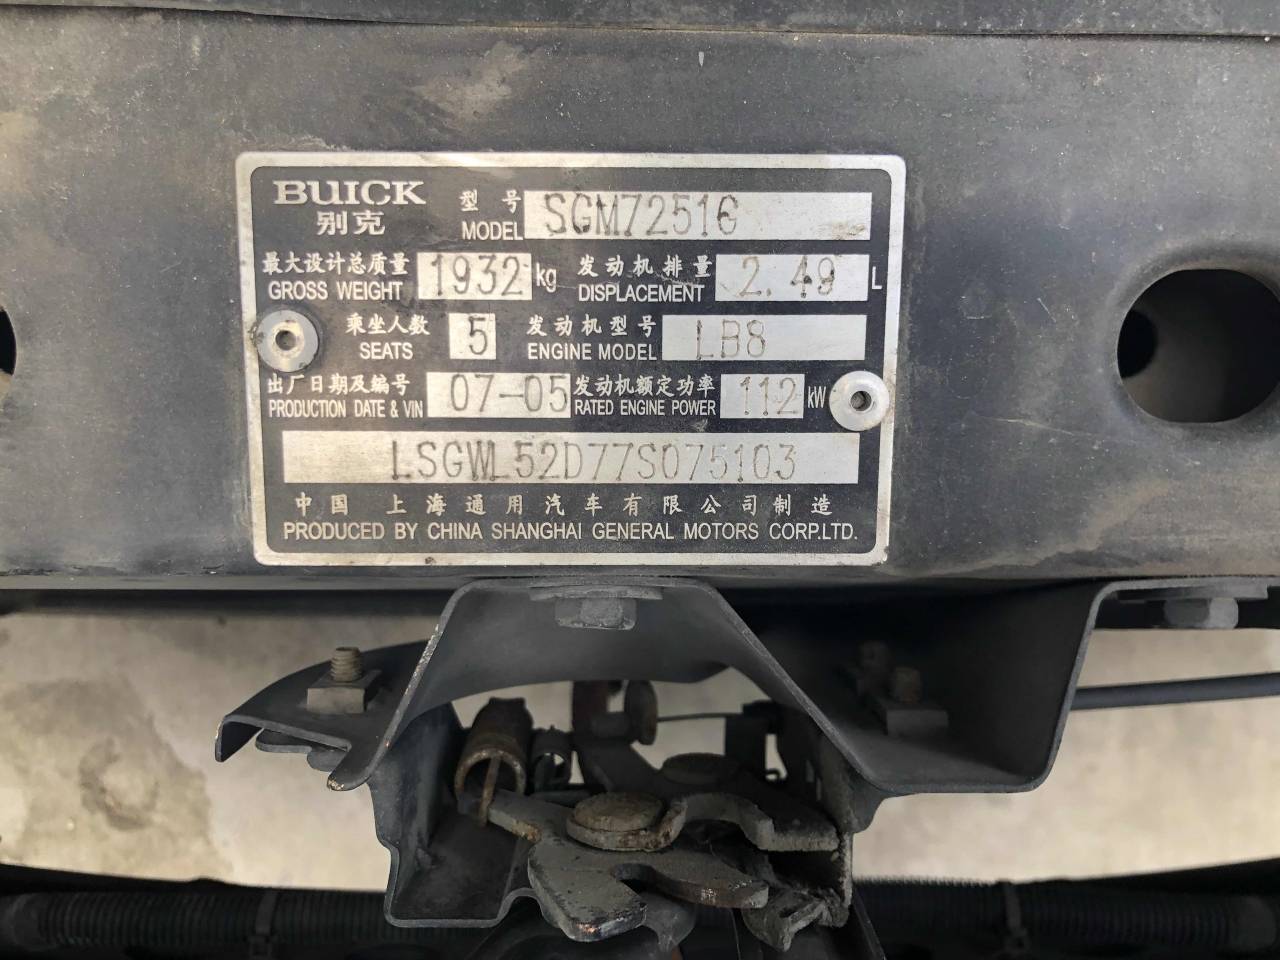 BUICK 型号 SGM7251G
别克 MODEL
最大设计总质量 1932 kg 发动机排量 2.49 L
GROSS WEIGHT DISPLACEMENT
乘坐人数 5 发动机型号 LB8
SEATS ENGINE MODEL
出厂日期及编号 07-05 发动机额定功率 112 kW
PRODUCTION DATE & VIN RATED ENGINE POWER
LSGWL52D77S075103
中国 上海通用汽车有限公司制造
PRODUCED BY CHINA SHANGHAI GENERAL MOTORS CORP.LTD.